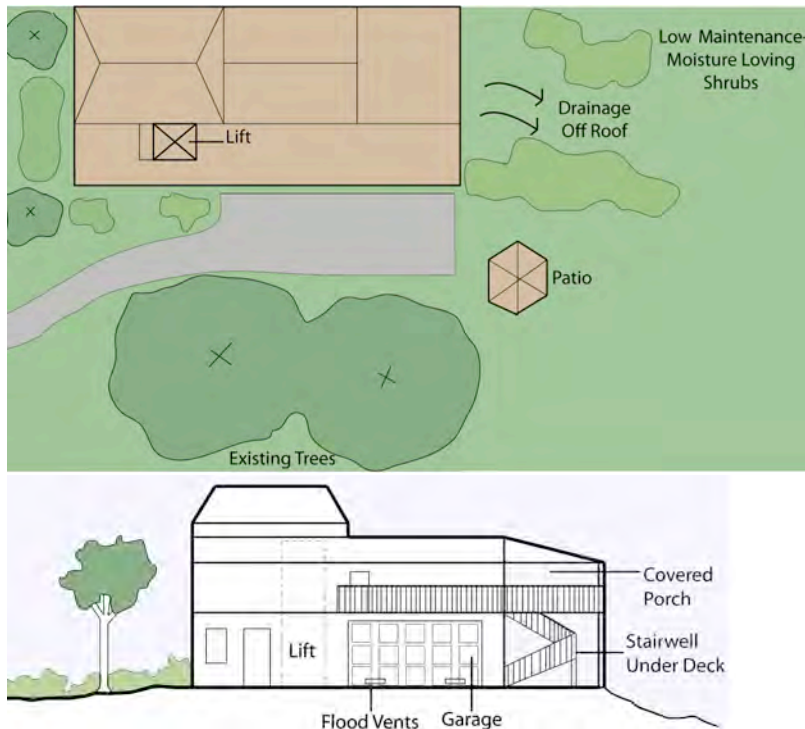 Low Maintenance-
Moisture Loving
Shrubs
Drainage
Off Roof
Lift
Patio
Existing Trees
Covered
Porch
Lift
Stairwell
Under Deck
Flood Vents
Garage